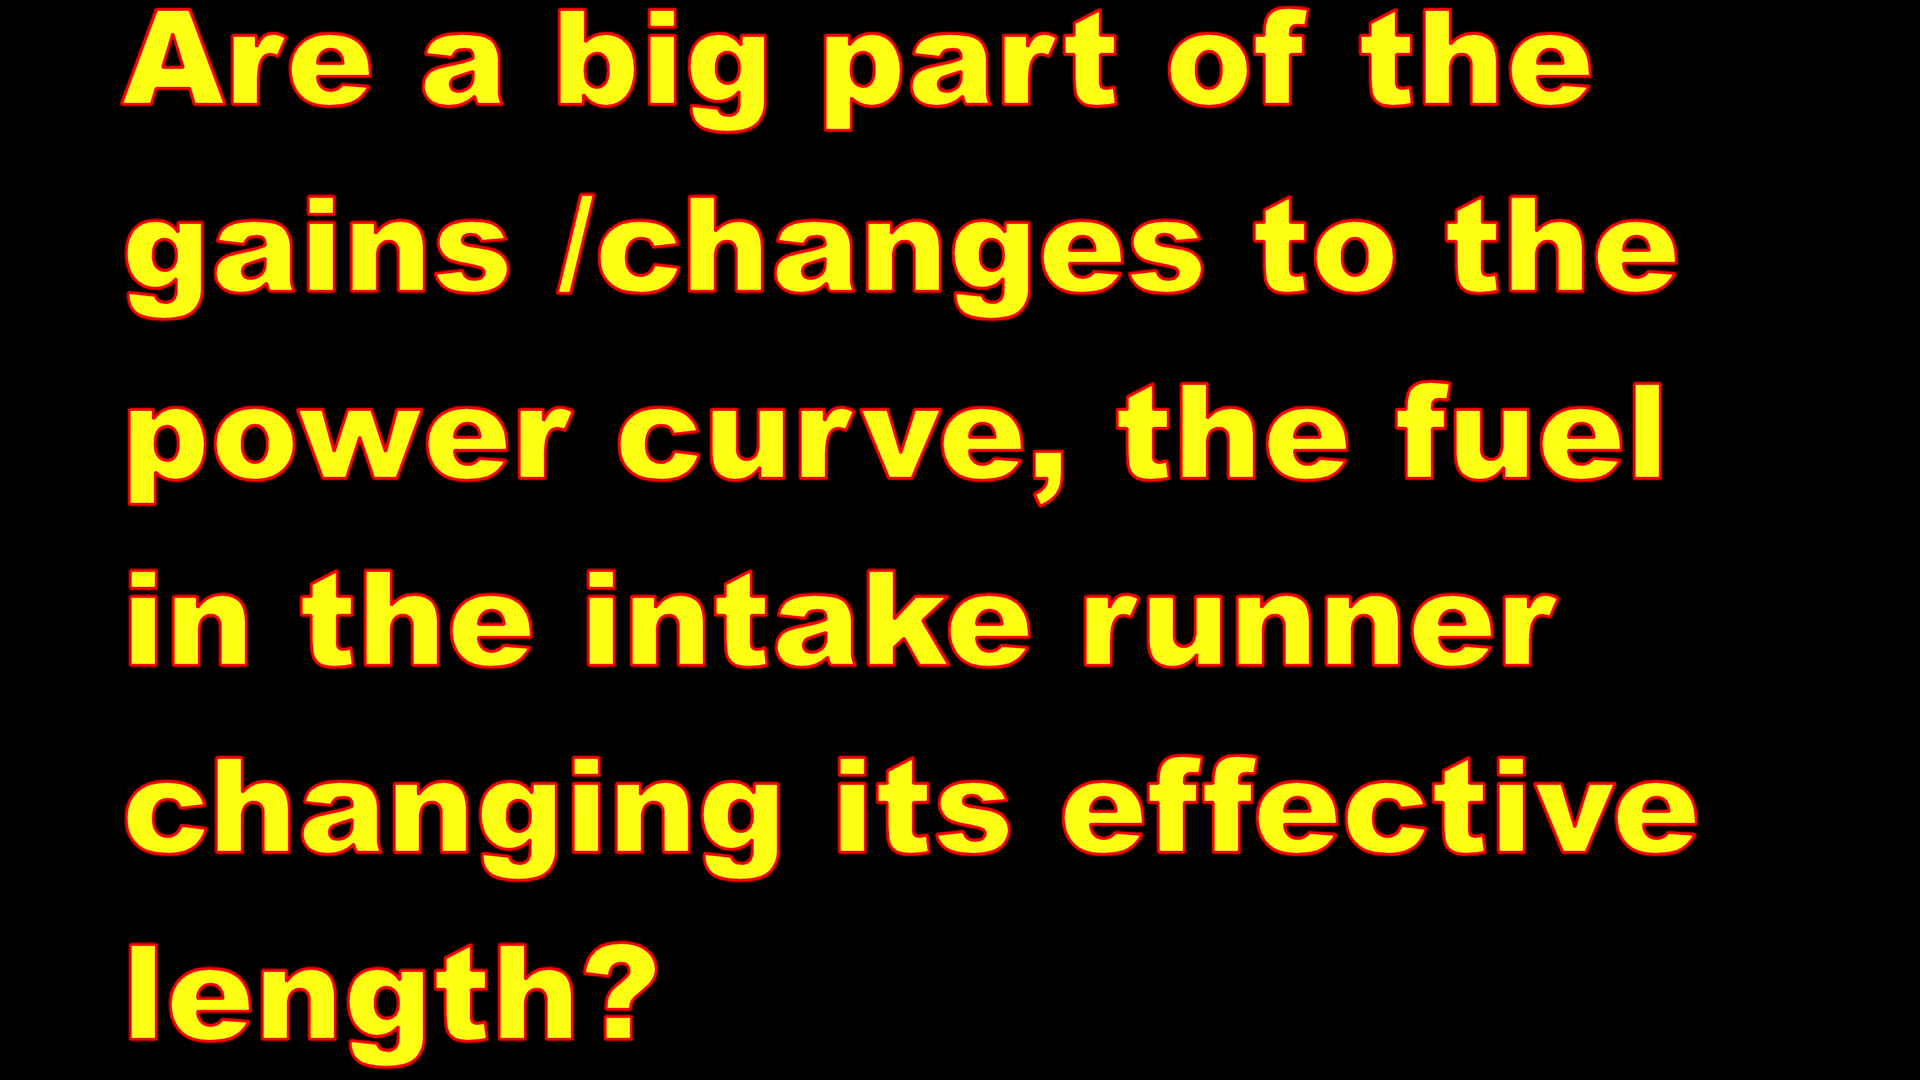 Are a big part of the
gains /changes to the
power curve, the fuel
in the intake runner
changing its effective
length?